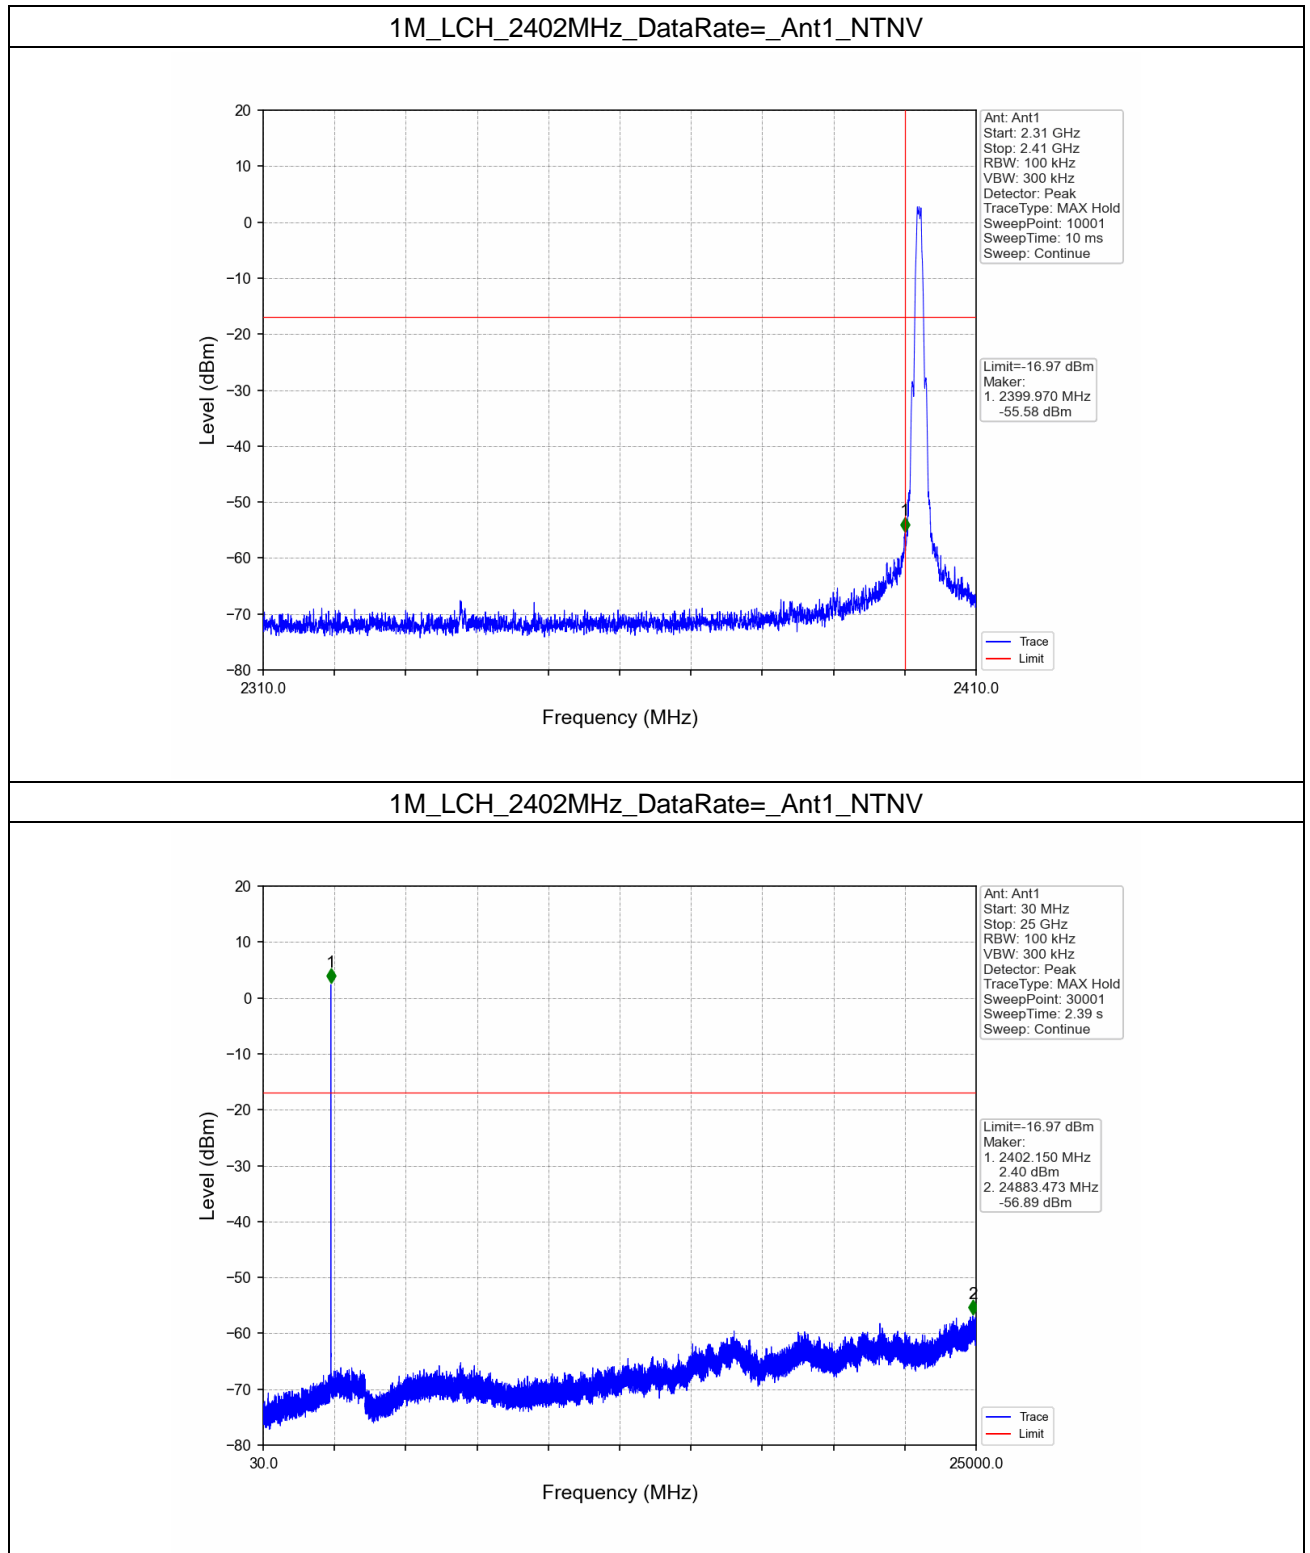 1M_LCH_2402MHz_DataRate=_Ant1_NTNV
20
10
0
−10
−20
−30
−40
−50
−60
−70
−80
Level (dBm)
2310.0
2410.0
Frequency (MHz)
1
Ant: Ant1
Start: 2.31 GHz
Stop: 2.41 GHz
RBW: 100 kHz
VBW: 300 kHz
Detector: Peak
TraceType: MAX Hold
SweepPoint: 10001
SweepTime: 10 ms
Sweep: Continue
Limit=-16.97 dBm
Maker:
1. 2399.970 MHz
-55.58 dBm
Trace
Limit
1M_LCH_2402MHz_DataRate=_Ant1_NTNV
20
10
0
−10
−20
−30
−40
−50
−60
−70
−80
Level (dBm)
30.0
25000.0
Frequency (MHz)
1
2
Ant: Ant1
Start: 30 MHz
Stop: 25 GHz
RBW: 100 kHz
VBW: 300 kHz
Detector: Peak
TraceType: MAX Hold
SweepPoint: 30001
SweepTime: 2.39 s
Sweep: Continue
Limit=-16.97 dBm
Maker:
1. 2402.150 MHz
2.40 dBm
2. 24883.473 MHz
-56.89 dBm
Trace
Limit